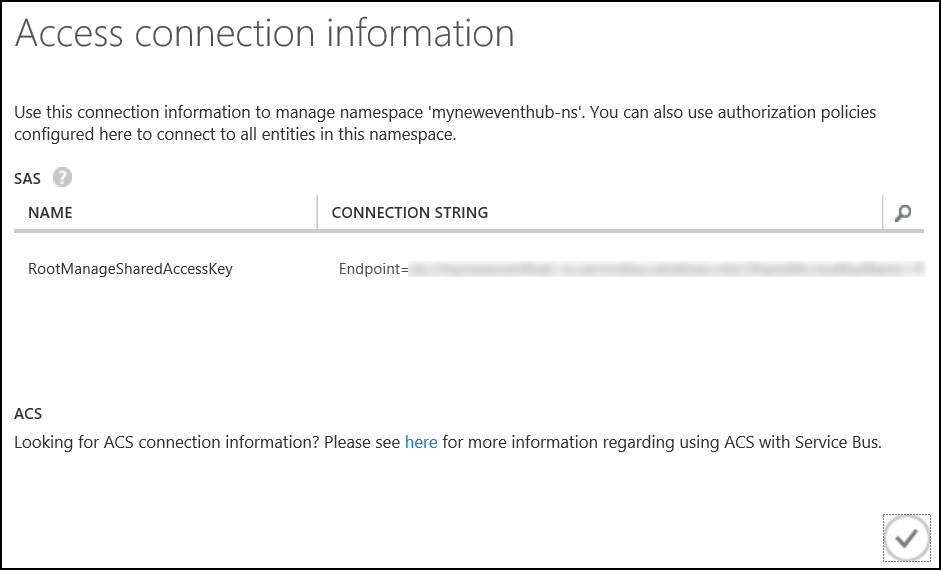 Access connection information
Use this connection information to manage namespace 'myneweventhub-ns'. You can also use authorization policies
configured here to connect to all entities in this namespace.
SAS ?
NAME CONNECTION STRING
RootManageSharedAccessKey Endpoint=
ACS
Looking for ACS connection information? Please see here for more information regarding using ACS with Service Bus.